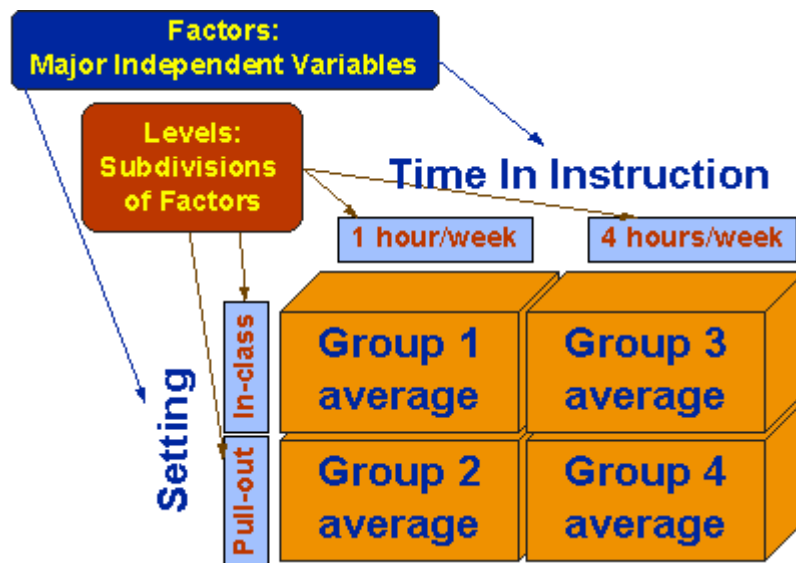 Factors:
Major Independent Variables
Levels:
Subdivisions
of Factors
Time In Instruction
1 hour/week
4 hours/week
Setting
In-class
Group 1
average
Group 3
average
Pull-out
Group 2
average
Group 4
average